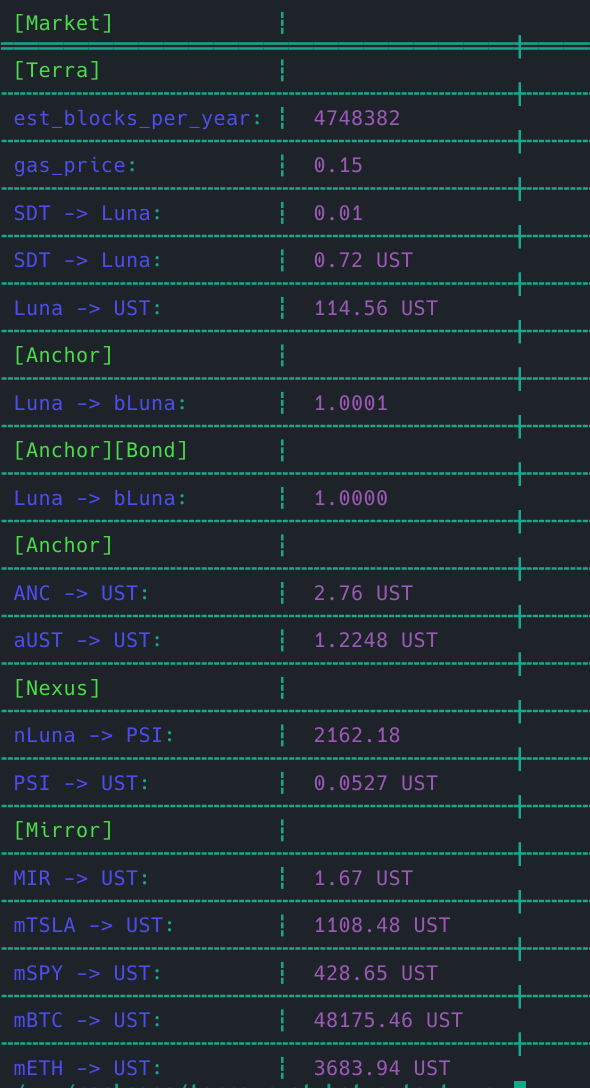 [Market]
[Terra]
est_blocks_per_year: 4748382
gas_price: 0.15
SDT -> Luna: 0.01
SDT -> Luna: 0.72 UST
Luna -> UST: 114.56 UST
[Anchor]
Luna -> bLuna: 1.0001
[Anchor][Bond]
Luna -> bLuna: 1.0000
[Anchor]
ANC -> UST: 2.76 UST
aUST -> UST: 1.2248 UST
[Nexus]
nLuna -> PSI: 2162.18
PSI -> UST: 0.0527 UST
[Mirror]
MIR -> UST: 1.67 UST
mTSLA -> UST: 1108.48 UST
mSPY -> UST: 428.65 UST
mBTC -> UST: 48175.46 UST
mETH -> UST: 3683.94 UST